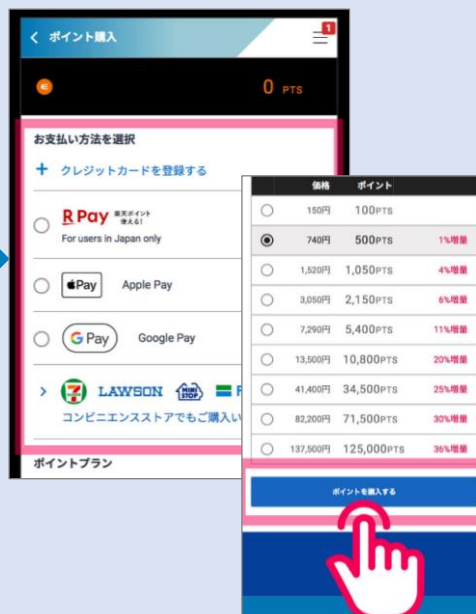 ポイント購入
1
0 PTS
お支払い方法を選択
+ クレジットカードを登録する
R Pay 楽天ポイント使える!
For users in Japan only
Pay Apple Pay
G Pay Google Pay
LAWSON MINI STOP F
コンビニエンスストアでもご購入い
ポイントプラン
価格 ポイント
150円 100PTS
740円 500PTS 1%増量
1,520円 1,050PTS 4%増量
3,050円 2,150PTS 6%増量
7,290円 5,400PTS 11%増量
13,500円 10,800PTS 20%増量
41,400円 34,500PTS 25%増量
82,200円 71,500PTS 30%増量
137,500円 125,000PTS 36%増量
ポイントを購入する